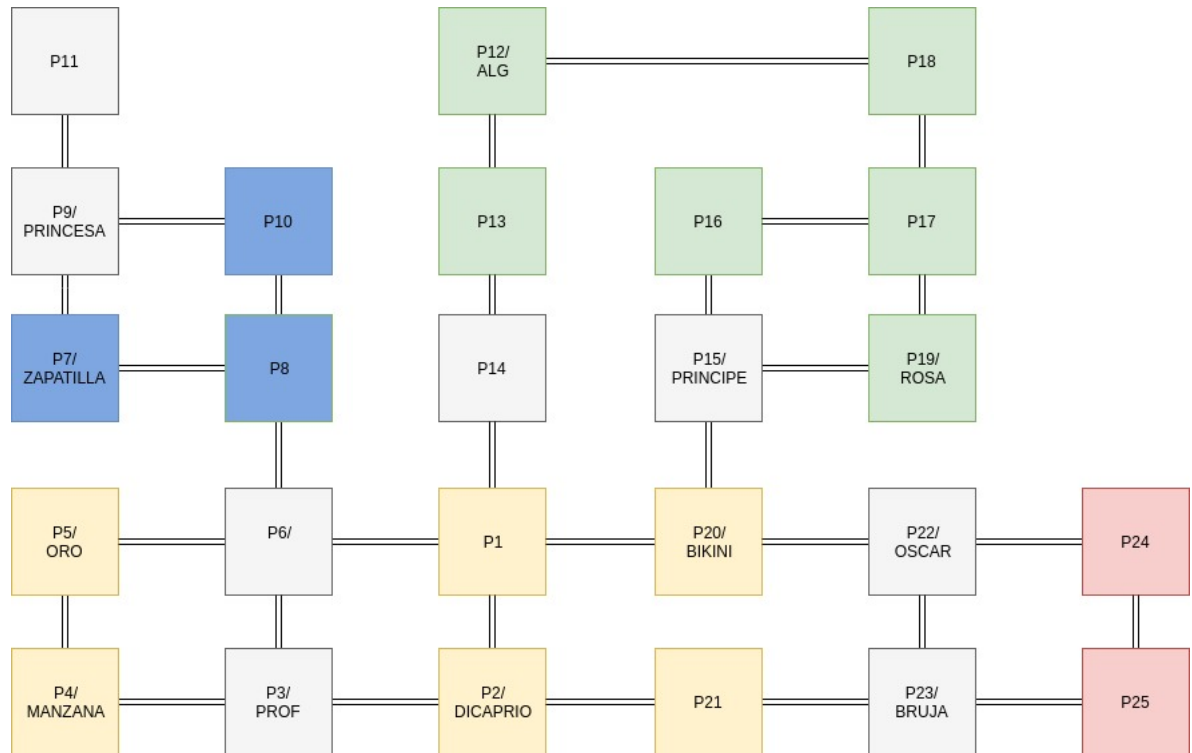 P11
P12/
ALG
P18
P9/
PRINCESA
P10
P13
P16
P17
P7/
ZAPATILLA
P8
P14
P15/
PRINCIPE
P19/
ROSA
P5/
ORO
P6/
P1
P20/
BIKINI
P22/
OSCAR
P24
P4/
MANZANA
P3/
PROF
P2/
DICAPRIO
P21
P23/
BRUJA
P25